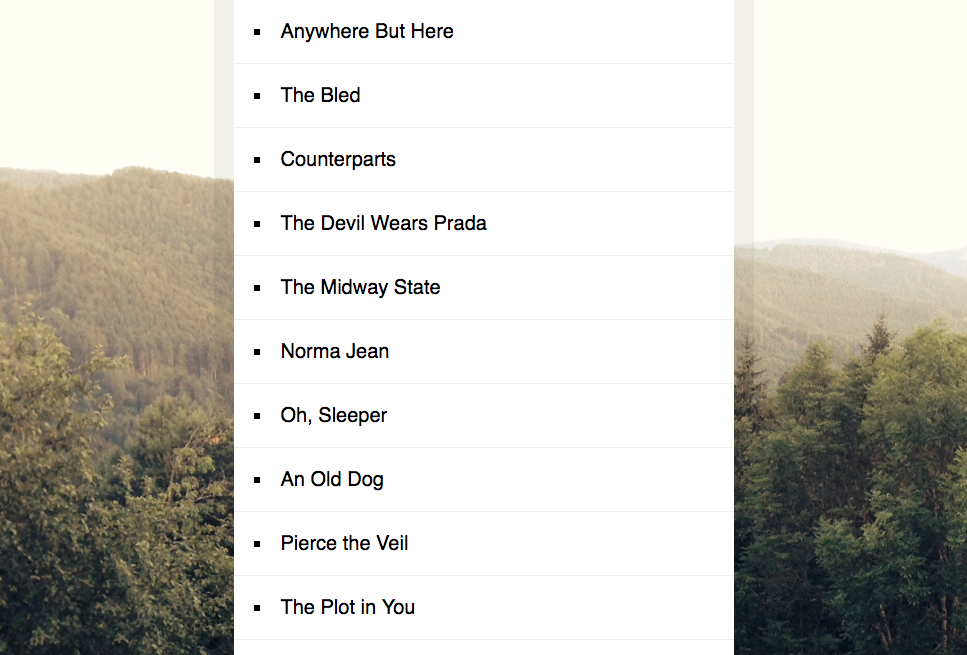 Anywhere But Here
The Bled
Counterparts
The Devil Wears Prada
The Midway State
Norma Jean
Oh, Sleeper
An Old Dog
Pierce the Veil
The Plot in You